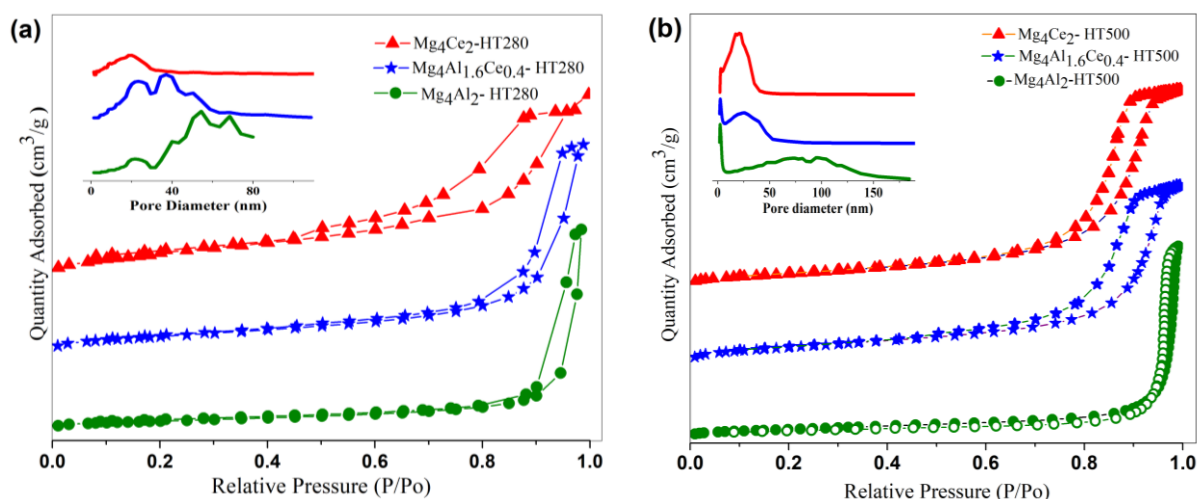 (a)
Mg4Ce2-HT280
Mg4Al1.6Ce0.4- HT280
Mg4Al2- HT280
0 40 80
Pore Diameter (nm)
Quantity Adsorbed (cm3/g)
0.0 0.2 0.4 0.6 0.8 1.0
Relative Pressure (P/Po)
(b)
Mg4Ce2- HT500
Mg4Al1.6Ce0.4- HT500
Mg4Al2-HT500
0 50 100 150
Pore diameter (nm)
Quantity Adsorbed (cm3/g)
0.0 0.2 0.4 0.6 0.8 1.0
Relative Pressure (P/Po)